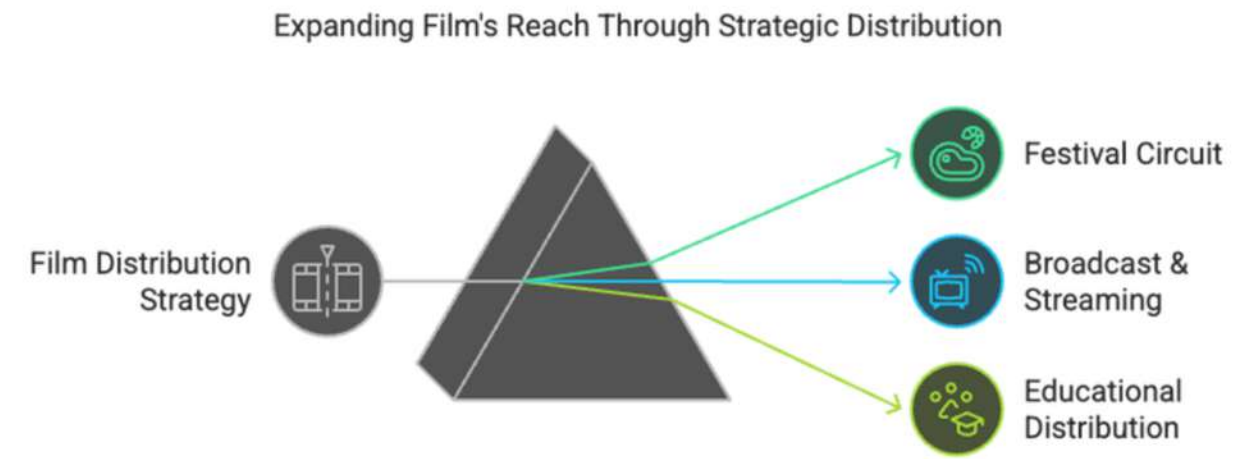 Expanding Film's Reach Through Strategic Distribution
Festival Circuit
Film Distribution
Strategy
Broadcast &
Streaming
Educational
Distribution